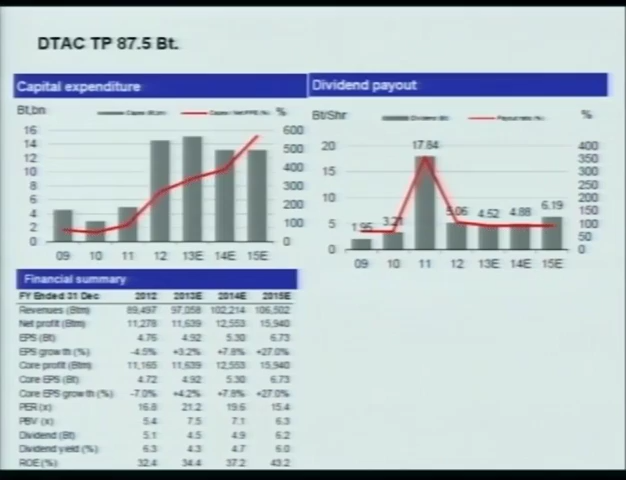 DTAC TP 87.5 Bt.
Capital expenditure
Bt,bn
%
16
14
12
10
8
6
4
2
0
600
500
400
300
200
100
0
09 10 11 12 13E 14E 15E
Dividend payout
Bt/Shr
Dividend (Bt) Payout ratio (%)
%
20
15
10
5
0
400
350
300
250
200
150
100
50
0
1.95 3.21 17.84 5.06 4.52 4.88 6.19
09 10 11 12 13E 14E 15E
Financial summary
FY Ended 31 Dec 2012 2013E 2014E 2015E
Revenues (Btm) 89,497 97,058 102,214 106,502
Net profit (Btm) 11,278 11,639 12,553 15,940
EPS (Bt) 4.76 4.92 5.30 6.73
EPS growth (%) -4.5% +3.2% +7.8% +27.0%
Core profit (Btm) 11,165 11,639 12,553 15,940
Core EPS (Bt) 4.72 4.92 5.30 6.73
Core EPS growth (%) -7.0% +4.2% +7.8% +27.0%
PER (x) 16.8 21.2 19.6 15.4
PBV (x) 5.4 7.5 7.1 6.3
Dividend (Bt) 5.1 4.5 4.9 6.2
Dividend yield (%) 6.3 4.3 4.7 6.0
ROE (%) 32.4 34.4 37.2 43.2